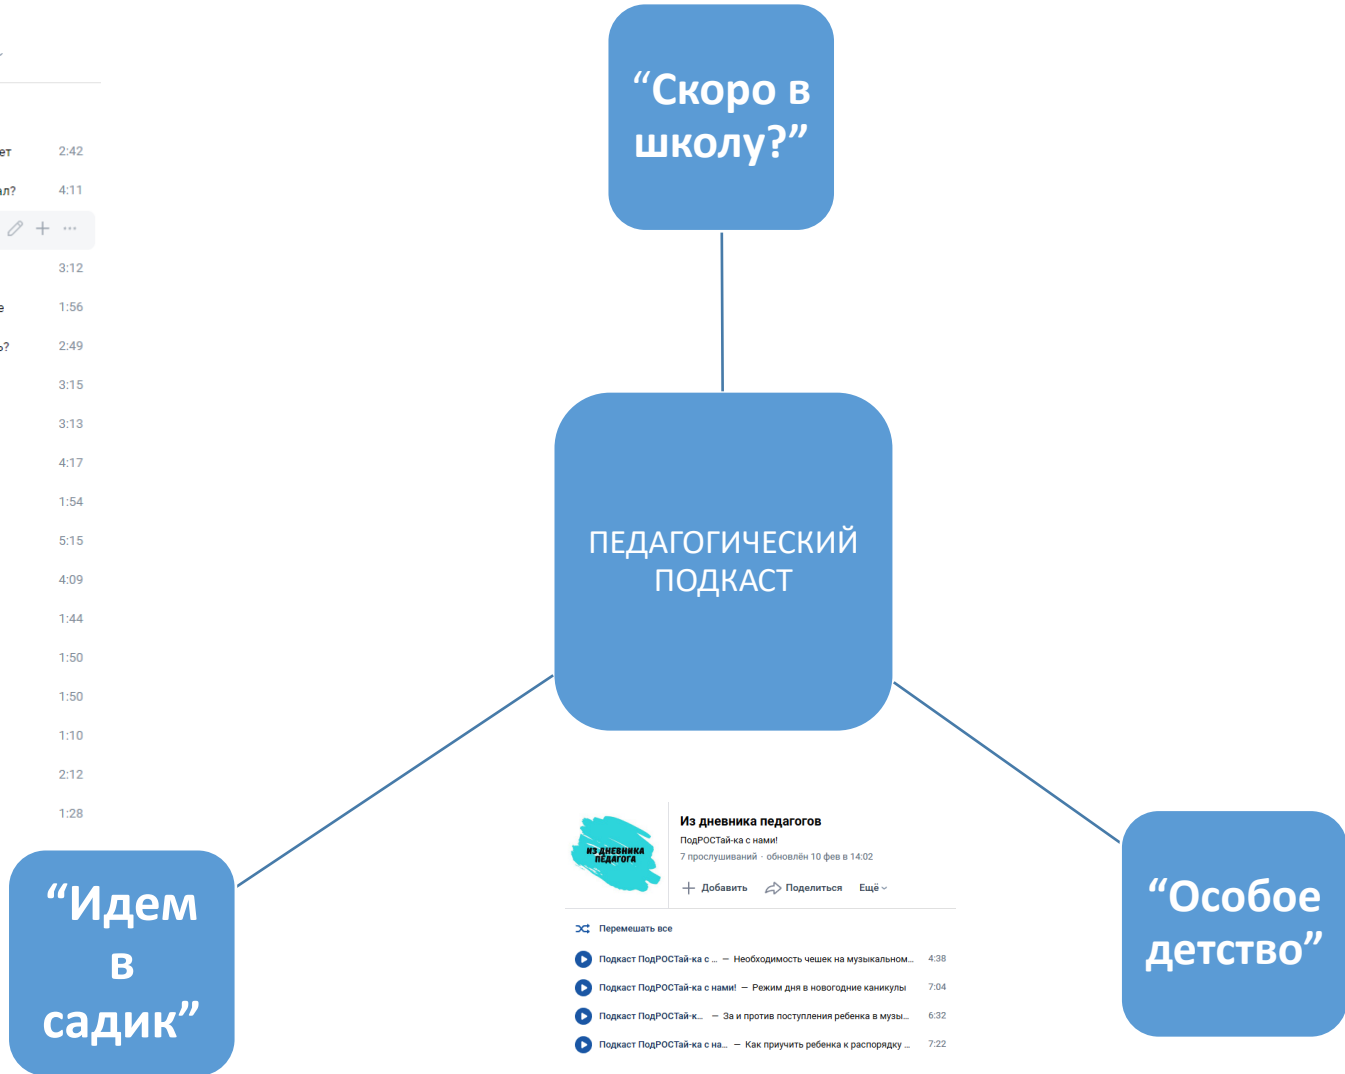 “Скоро в
школу?”
ет 2:42
ал? 4:11
3:12
е 1:56
ь? 2:49
3:15
3:13
4:17
1:54
5:15
4:09
1:44
1:50
1:50
1:10
2:12
1:28
ПЕДАГОГИЧЕСКИЙ
ПОДКАСТ
“Идем
в
садик”
ИЗ ДНЕВНИКА
ПЕДАГОГА
Из дневника педагогов
ПодРОСТай-ка с нами!
7 прослушиваний · обновлён 10 фев в 14:02
Добавить Поделиться Ещё
Перемешать все
Подкаст ПодРОСТай-ка с ... — Необходимость чешек на музыкальном... 4:38
Подкаст ПодРОСТай-ка с нами! — Режим дня в новогодние каникулы 7:04
Подкаст ПодРОСТай-к... — За и против поступления ребенка в музы... 6:32
Подкаст ПодРОСТай-ка с на... — Как приучить ребенка к распорядку ... 7:22
“Особое
детство”